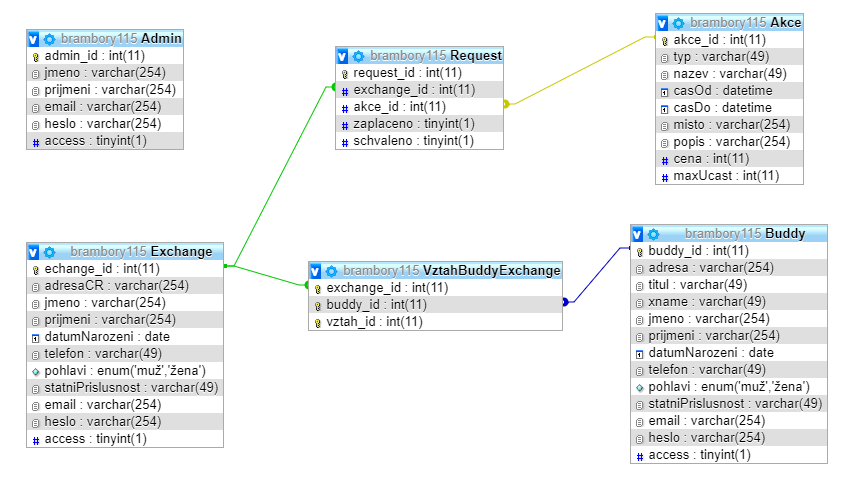 brambory115 Admin
admin_id : int(11)
jmeno : varchar(254)
prijmeni : varchar(254)
email : varchar(254)
heslo : varchar(254)
access : tinyint(1)
brambory115 Request
request_id : int(11)
exchange_id : int(11)
akce_id : int(11)
zaplaceno : tinyint(1)
schvaleno : tinyint(1)
brambory115 Akce
akce_id : int(11)
typ : varchar(49)
nazev : varchar(49)
casOd : datetime
casDo : datetime
misto : varchar(254)
popis : varchar(254)
cena : int(11)
maxUcast : int(11)
brambory115 Exchange
echange_id : int(11)
adresaCR : varchar(254)
jmeno : varchar(254)
prijmeni : varchar(254)
datumNarozeni : date
telefon : varchar(49)
pohlavi : enum('muž','žena')
statniPrislusnost : varchar(49)
email : varchar(254)
heslo : varchar(254)
access : tinyint(1)
brambory115 VztahBuddyExchange
exchange_id : int(11)
buddy_id : int(11)
vztah_id : int(11)
brambory115 Buddy
buddy_id : int(11)
adresa : varchar(254)
titul : varchar(49)
xname : varchar(49)
jmeno : varchar(254)
prijmeni : varchar(254)
datumNarozeni : date
telefon : varchar(49)
pohlavi : enum('muž','žena')
statniPrislusnost : varchar(49)
email : varchar(254)
heslo : varchar(254)
access : tinyint(1)